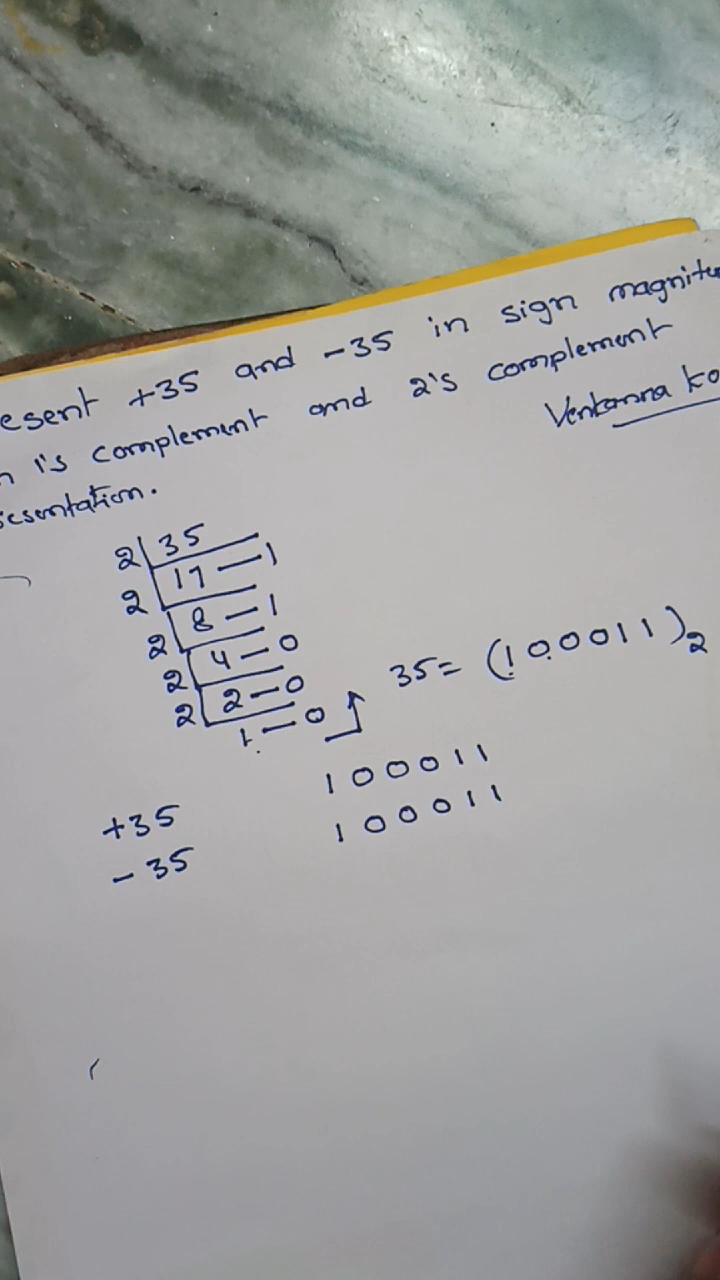 esent +35 and -35 in sign magnitu
n 1's complement and 2's complement
esentation.
Venkanna Ko
2 35
2 17 - 1
2 8 - 1
2 4 - 0
2 2 - 0
1 - 0
35 = (100011)2
+35 100011
-35 100011